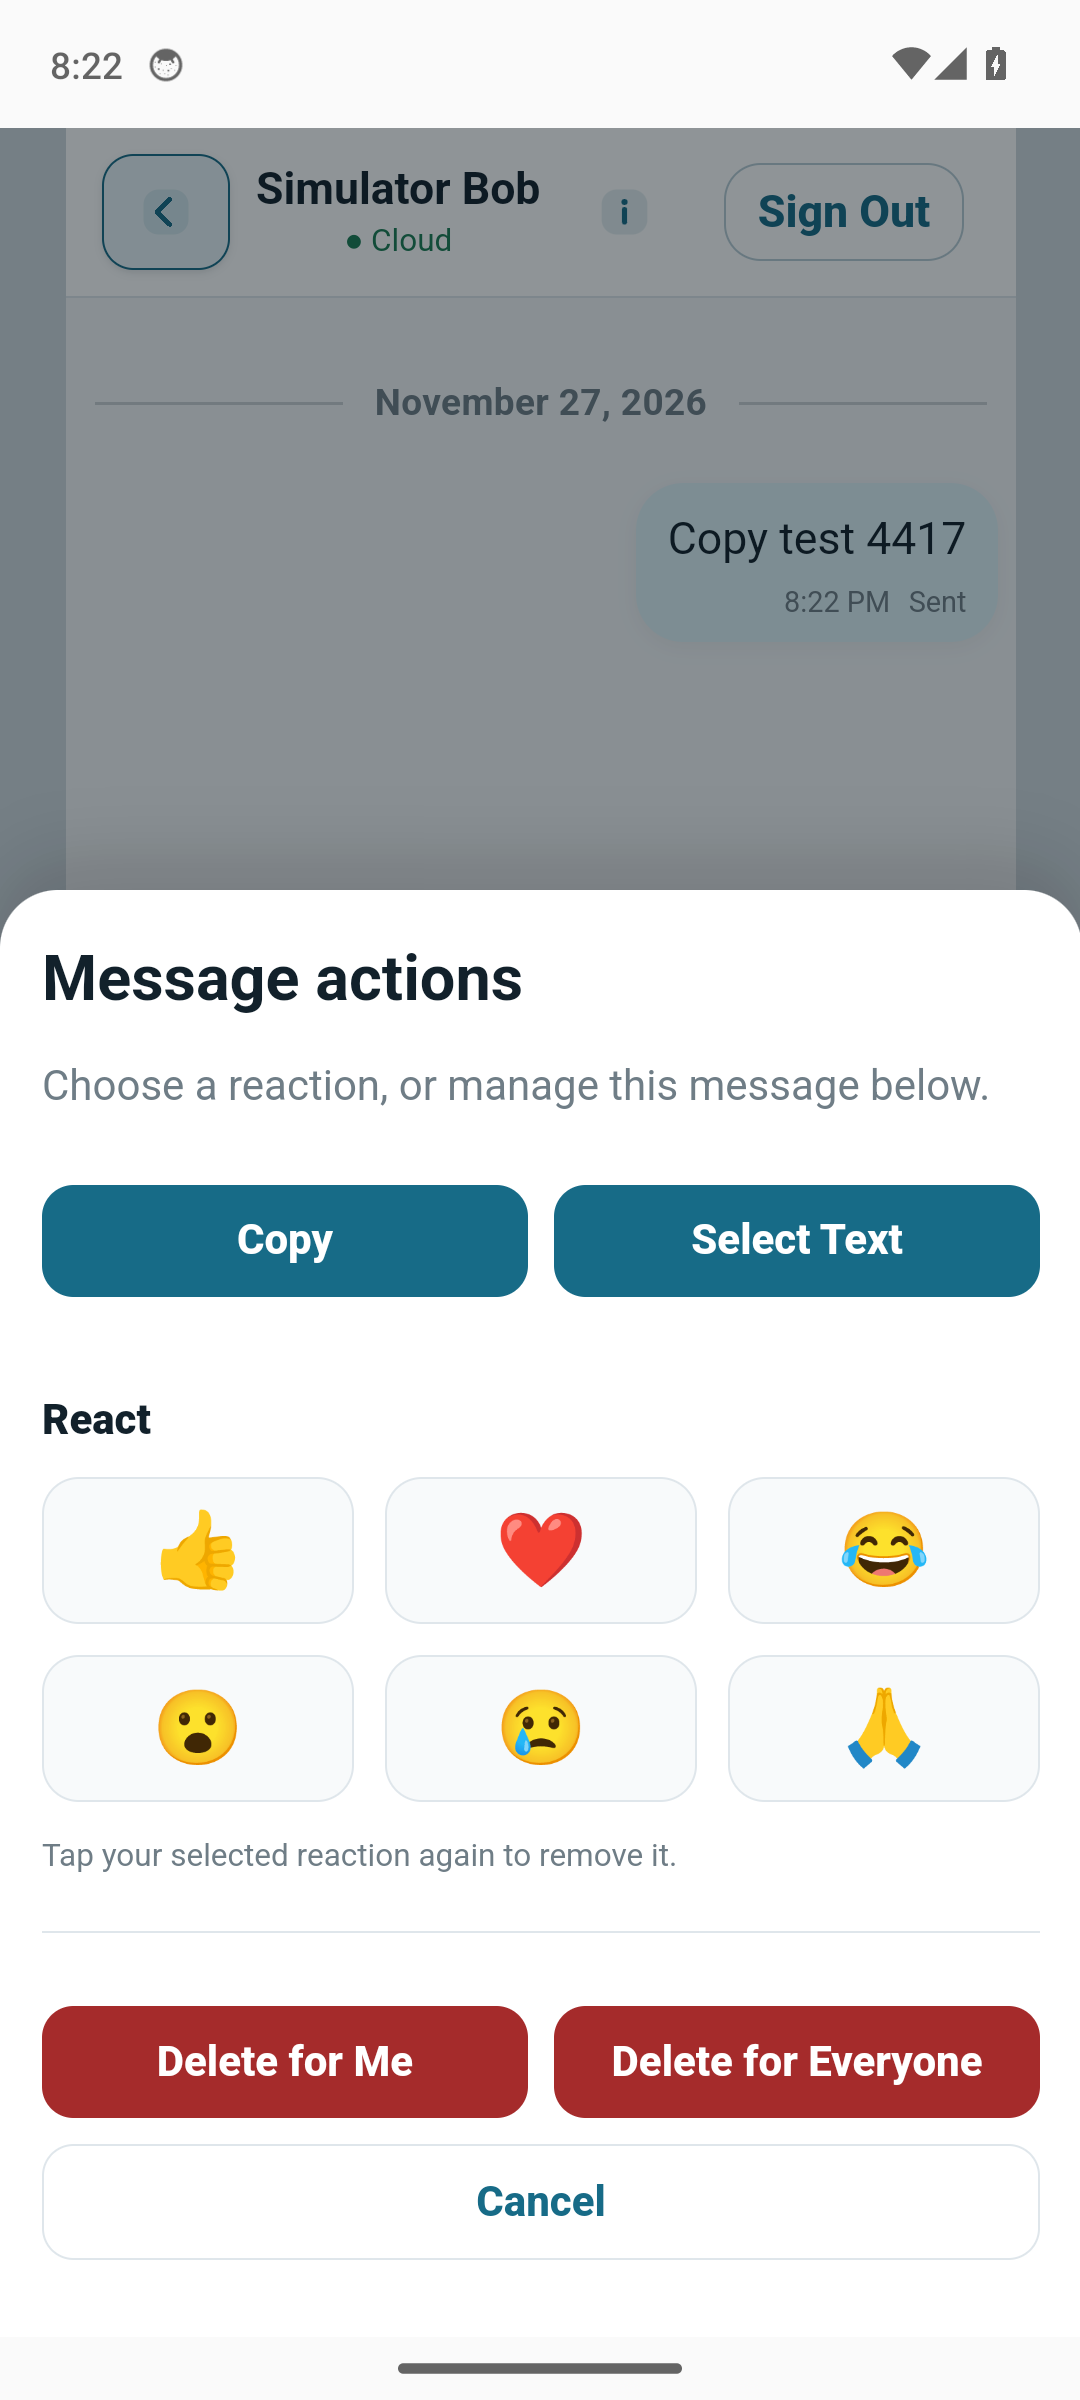 8:22
Simulator Bob
Cloud
Sign Out
November 27, 2026
Copy test 4417
8:22 PM Sent
Message actions
Choose a reaction, or manage this message below.
Copy
Select Text
React
👍 ❤️ 😂
😮 😢 🙏
Tap your selected reaction again to remove it.
Delete for Me
Delete for Everyone
Cancel